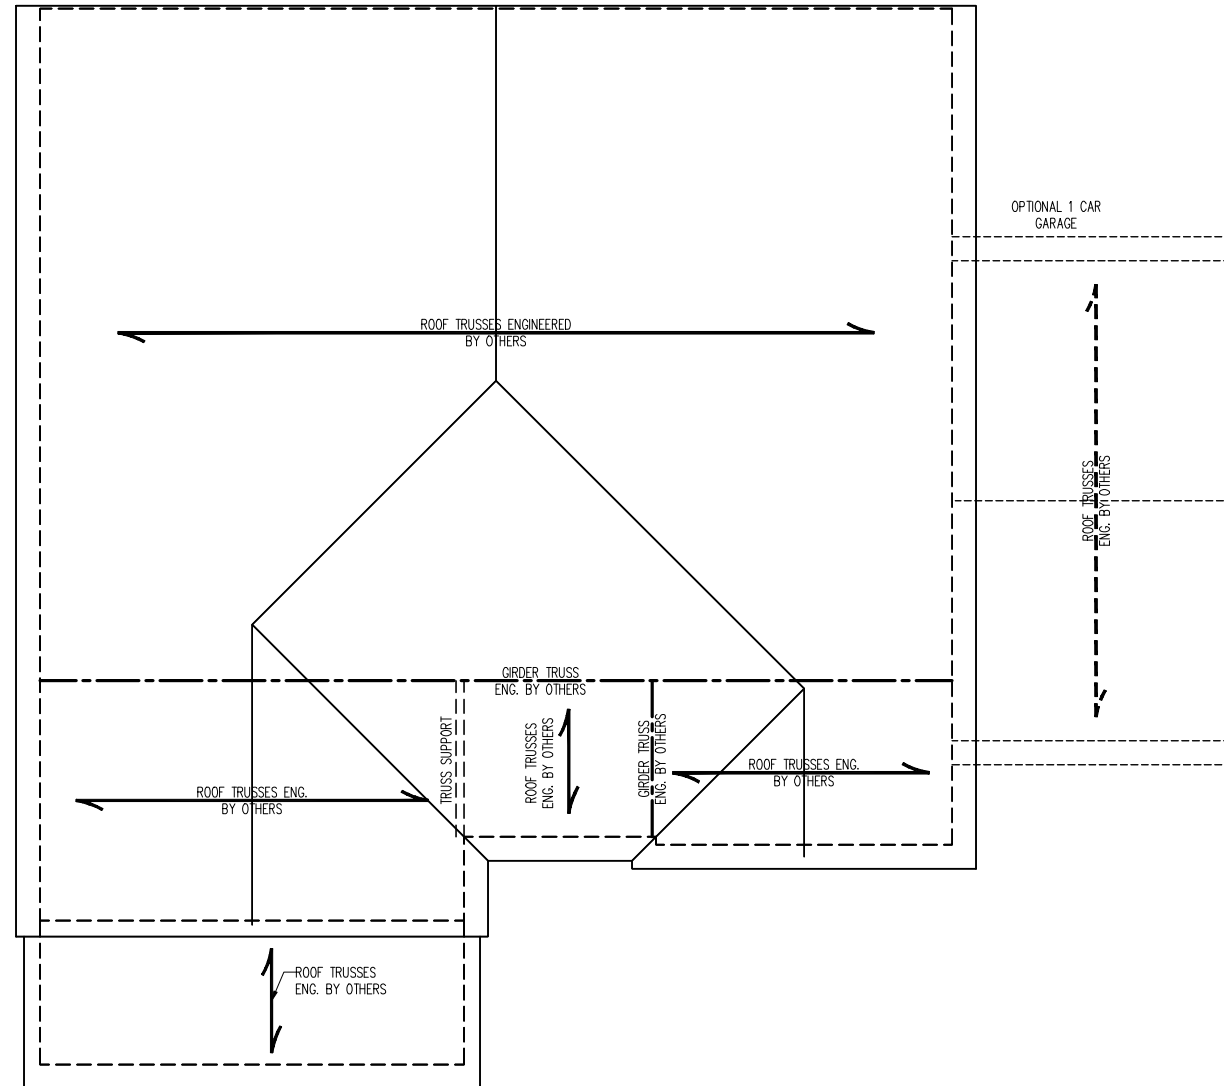 OPTIONAL 1 CAR
GARAGE
ROOF TRUSSES ENGINEERED
BY OTHERS
ROOF TRUSSES
ENG. BY OTHERS
GIRDER TRUSS
ENG. BY OTHERS
TRUSS SUPPORT
ROOF TRUSSES
ENG. BY OTHERS
GIRDER TRUSS
ENG. BY OTHERS
ROOF TRUSSES ENG.
BY OTHERS
ROOF TRUSSES ENG.
BY OTHERS
ROOF TRUSSES
ENG. BY OTHERS